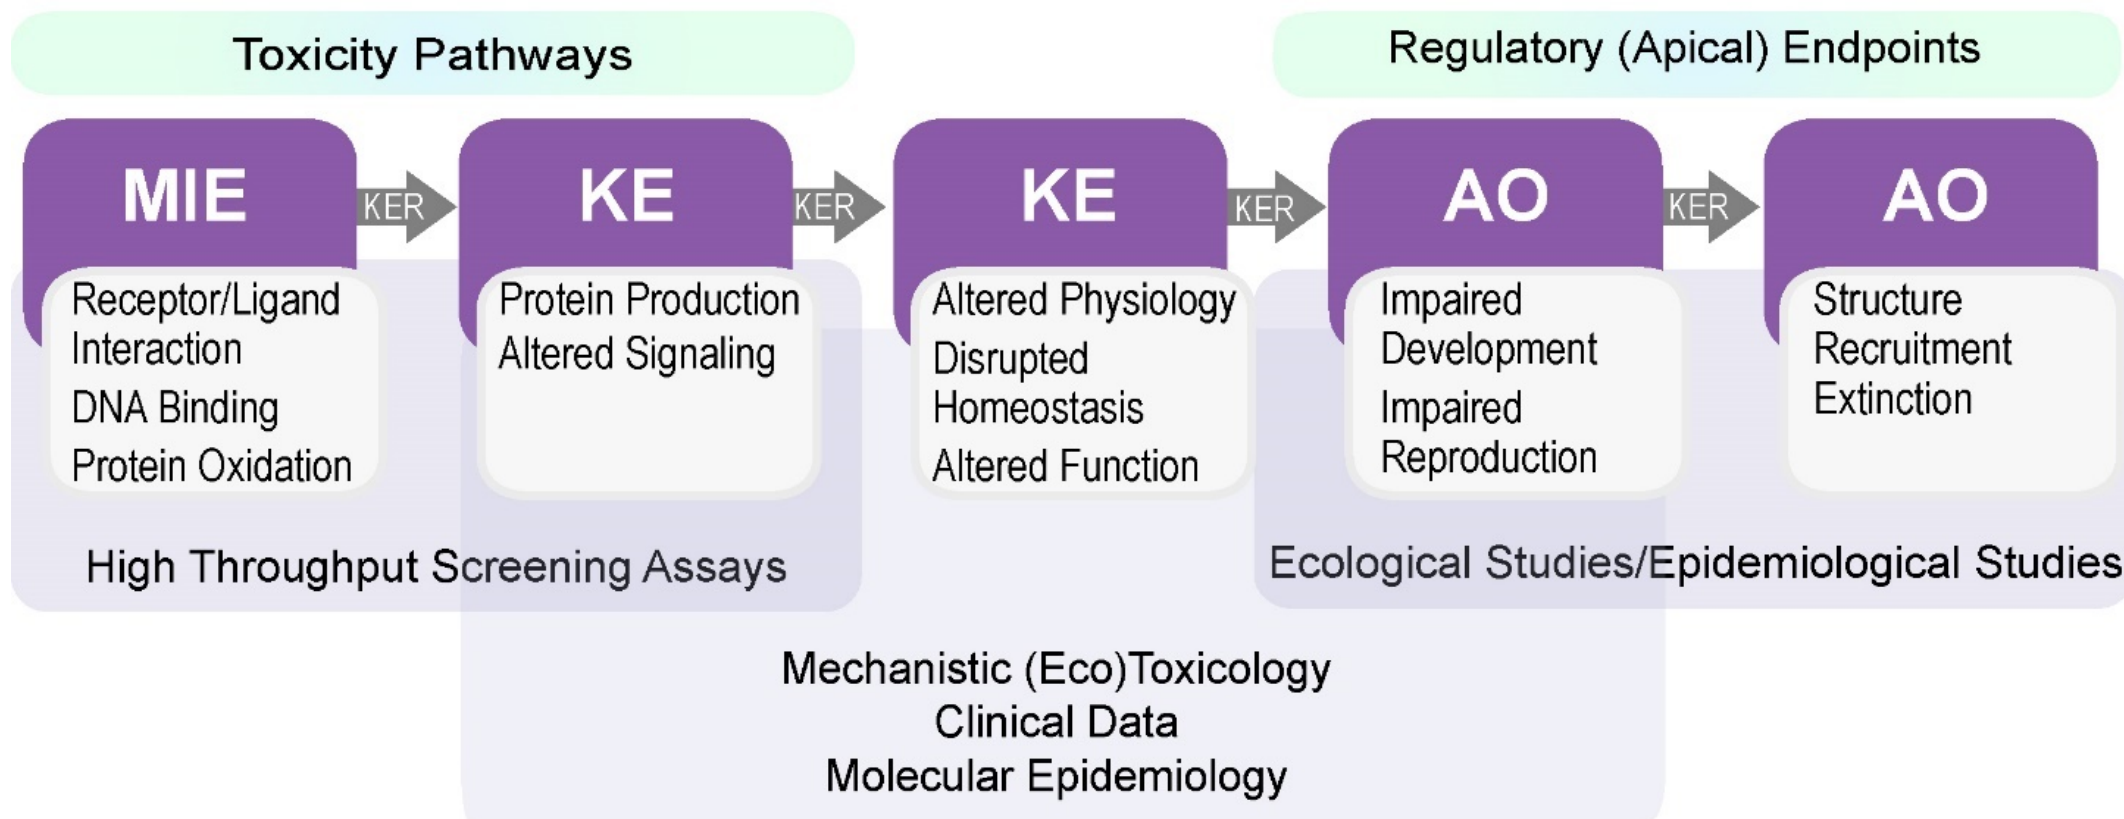 Toxicity Pathways
Regulatory (Apical) Endpoints
MIE
KER
KE
KER
KE
KER
AO
KER
AO
Receptor/Ligand
Interaction
DNA Binding
Protein Oxidation
Protein Production
Altered Signaling
Altered Physiology
Disrupted
Homeostasis
Altered Function
Impaired
Development
Impaired
Reproduction
Structure
Recruitment
Extinction
High Throughput Screening Assays
Ecological Studies/Epidemiological Studies
Mechanistic (Eco)Toxicology
Clinical Data
Molecular Epidemiology